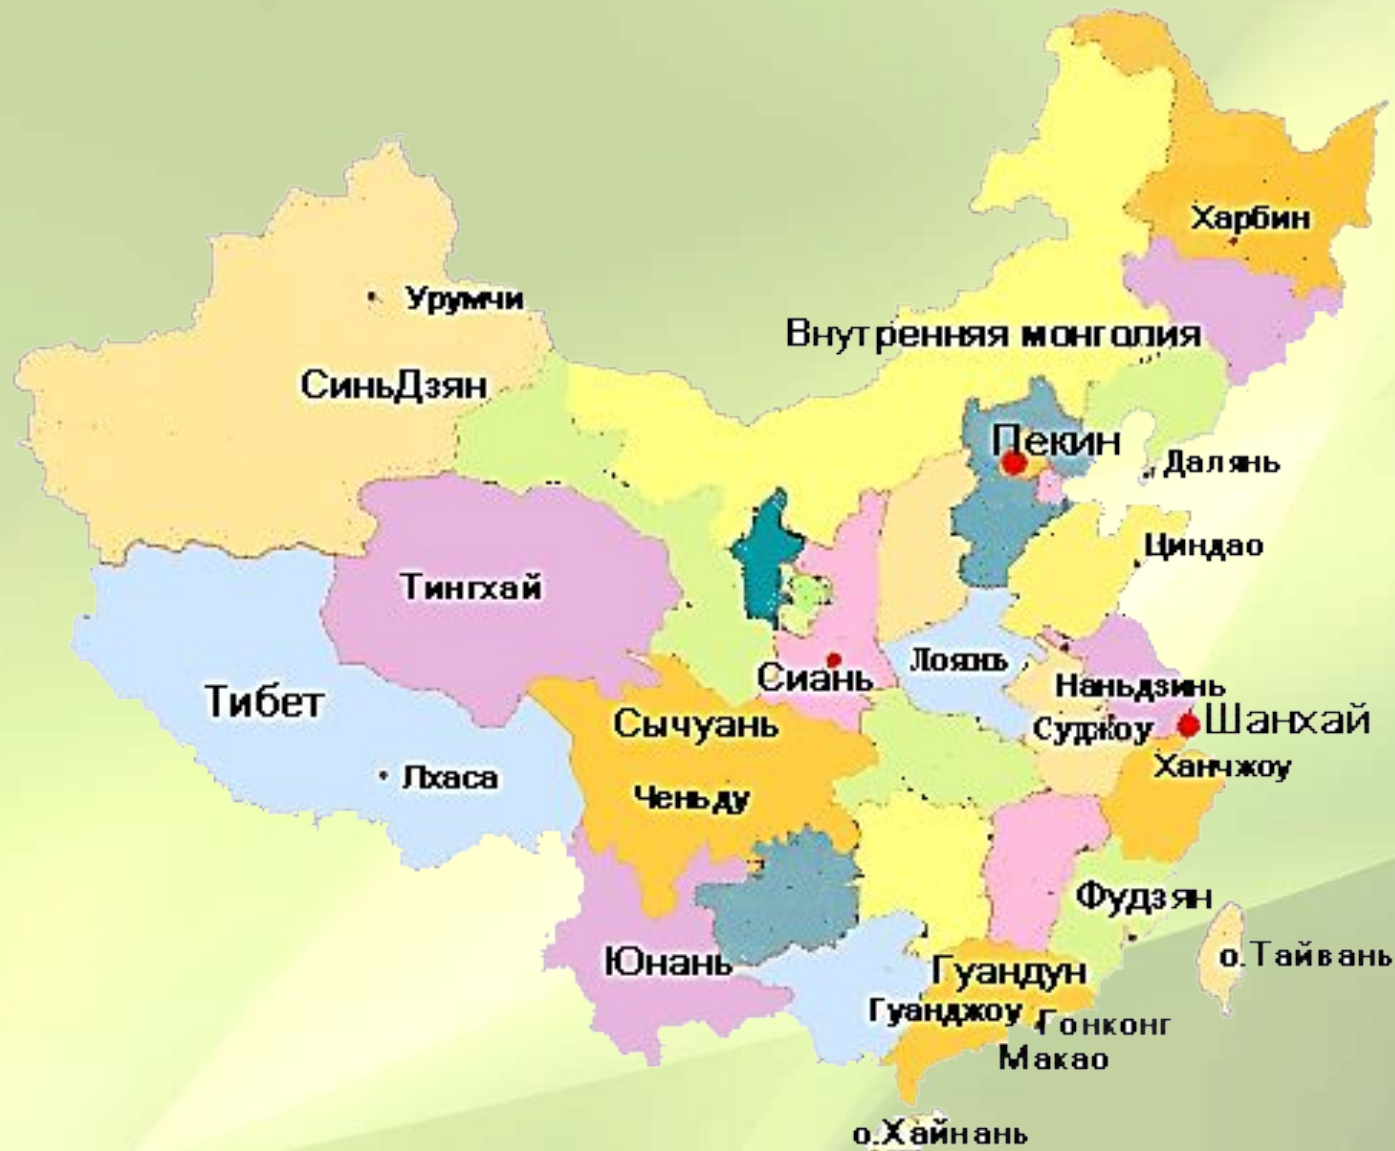 Харбин
Урумчи
Внутренняя монголия
СиньДзян
Пекин
Далянь
Циндао
Тингхай
Лоянь
Сиань
Наньдзинь
Тибет
Сычуань
Суджоу
Шанхай
Ханчжоу
Лхаса
Ченьду
Фудзян
о.Тайвань
Юнань
Гуандун
Гуанджоу
Гонконг
Макао
о.Хайнань